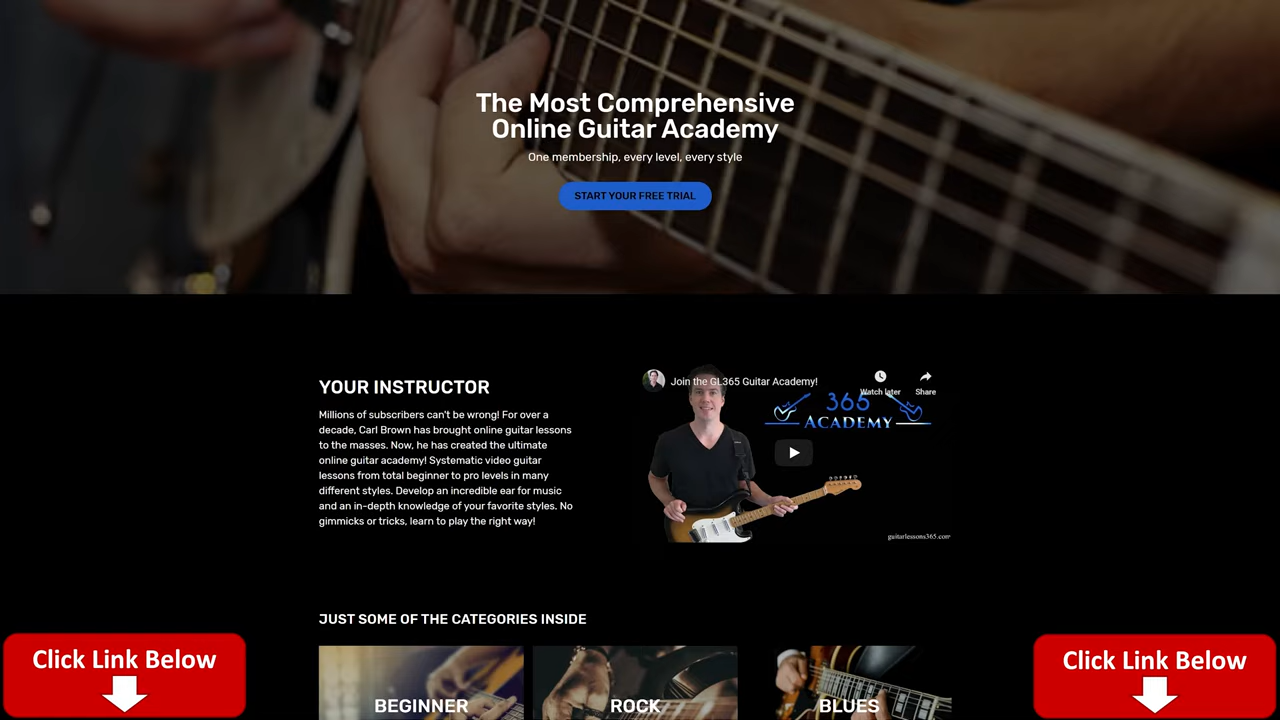 The Most Comprehensive
Online Guitar Academy
One membership, every level, every style
START YOUR FREE TRIAL
YOUR INSTRUCTOR
Millions of subscribers can't be wrong! For over a
decade, Carl Brown has brought online guitar lessons
to the masses. Now, he has created the ultimate
online guitar academy! Systematic video guitar
lessons from total beginner to pro levels in many
different styles. Develop an incredible ear for music
and an in-depth knowledge of your favorite styles. No
gimmicks or tricks, learn to play the right way!
Join the GL365 Guitar Academy!
Watch later
Share
365
ACADEMY
guitarlessons365.com
JUST SOME OF THE CATEGORIES INSIDE
BEGINNER
ROCK
BLUES
Click Link Below
Click Link Below